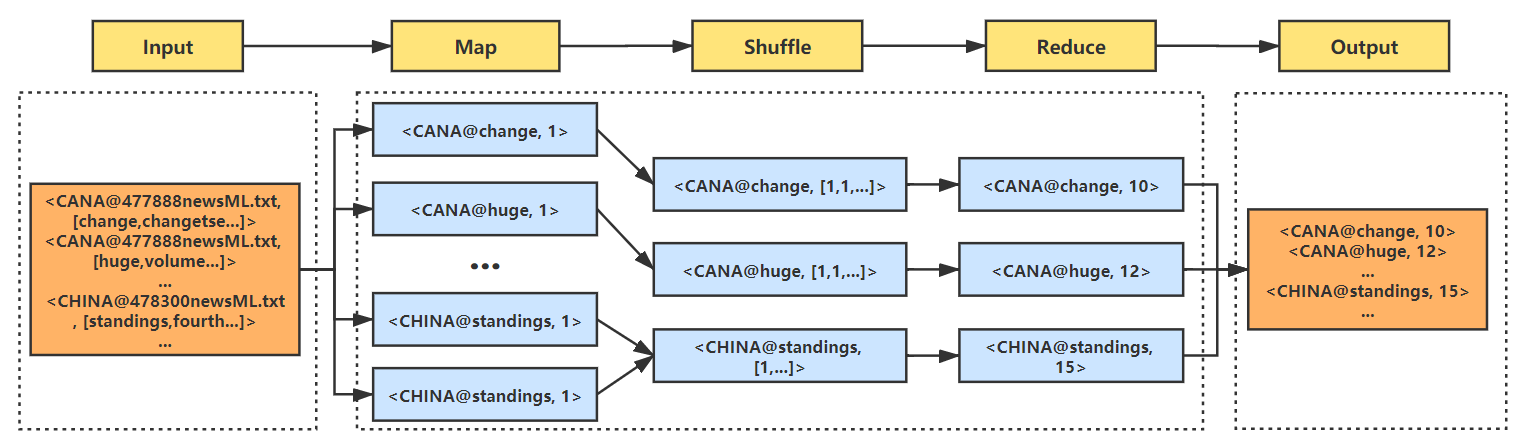 Input
Map
Shuffle
Reduce
Output
<CANA@477888newsML.txt,
[change,changetse...]>
<CANA@477888newsML.txt,
[huge,volume...]>
...
<CHINA@478300newsML.txt
, [standings,fourth...]>
...
<CANA@change, 1>
<CANA@huge, 1>
...
<CHINA@standings, 1>
<CHINA@standings, 1>
<CANA@change, [1,1,...]>
<CANA@huge, [1,1,...]>
<CHINA@standings,
[1,...]>
<CANA@change, 10>
<CANA@huge, 12>
<CHINA@standings,
15>
<CANA@change, 10>
<CANA@huge, 12>
...
<CHINA@standings, 15>
...